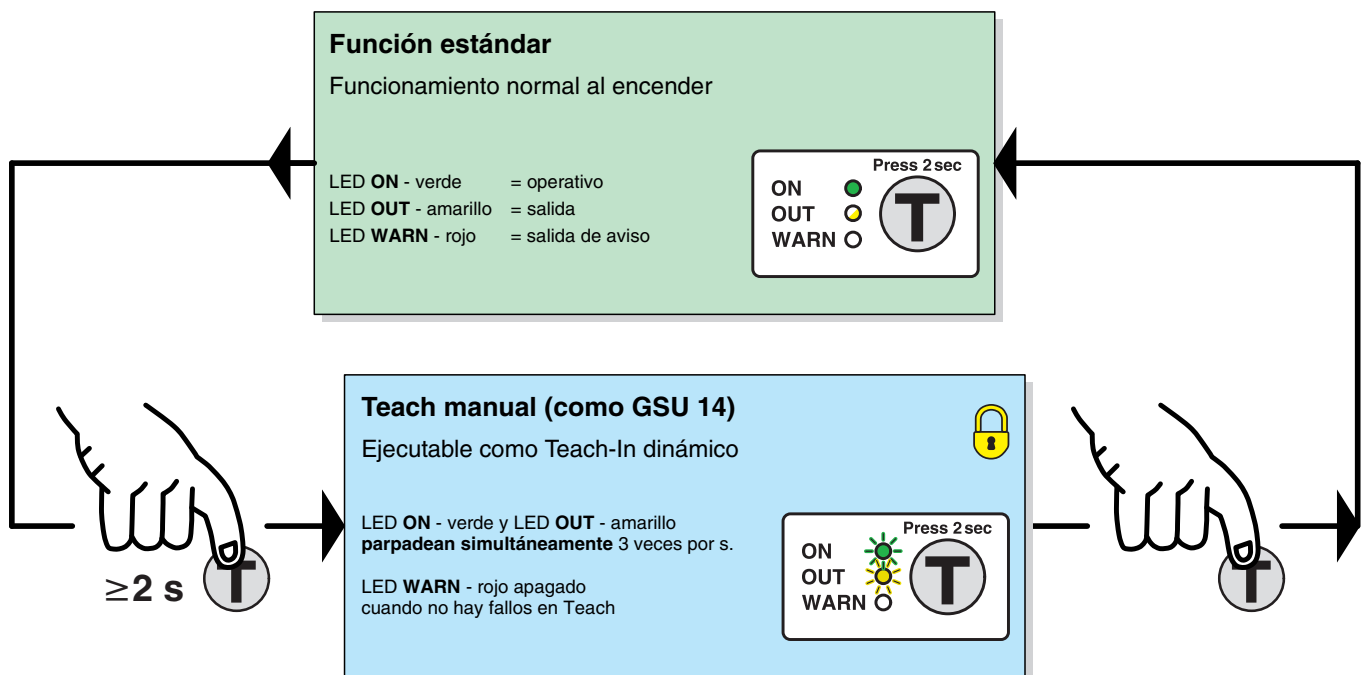 Función estándar
Funcionamiento normal al encender
LED ON - verde = operativo
LED OUT - amarillo = salida
LED WARN - rojo = salida de aviso
Press 2 sec
ON
OUT
WARN
T
Teach manual (como GSU 14)
Ejecutable como Teach-In dinámico
LED ON - verde y LED OUT - amarillo
parpadean simultáneamente 3 veces por s.
LED WARN - rojo apagado
cuando no hay fallos en Teach
Press 2 sec
ON
OUT
WARN
T
≥2 s
T
T